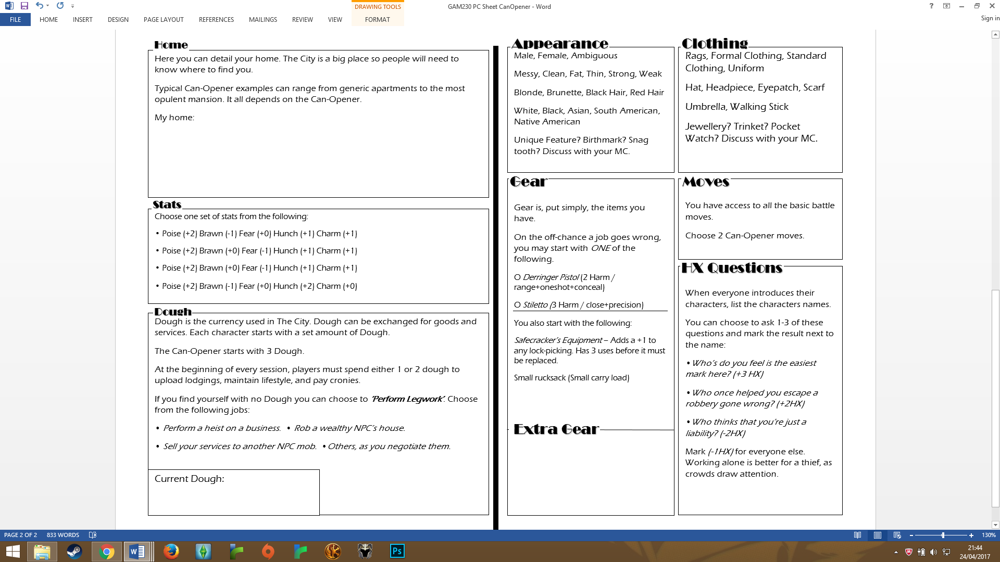 DRAWING TOOLS
GAM230 PC Sheet CanOpener - Word
?
FILE
HOME
INSERT
DESIGN
PAGE LAYOUT
REFERENCES
MAILINGS
REVIEW
VIEW
FORMAT
Sign in
Home
Here you can detail your home. The City is a big place so people will need to
know where to find you.
Typical Can-Opener examples can range from generic apartments to the most
opulent mansion. It all depends on the Can-Opener.
My home:
Stats
Choose one set of stats from the following:
• Poise (+2) Brawn (-1) Fear (+0) Hunch (+1) Charm (+1)
• Poise (+2) Brawn (+0) Fear (-1) Hunch (+1) Charm (+1)
• Poise (+2) Brawn (+0) Fear (-1) Hunch (+1) Charm (+1)
• Poise (+2) Brawn (-1) Fear (+0) Hunch (+2) Charm (+0)
Dough
Dough is the currency used in The City. Dough can be exchanged for goods and
services. Each character starts with a set amount of Dough.
The Can-Opener starts with 3 Dough.
At the beginning of every session, players must spend either 1 or 2 dough to
upload lodgings, maintain lifestyle, and pay cronies.
If you find yourself with no Dough you can choose to 'Perform Legwork'. Choose
from the following jobs:
• Perform a heist on a business. • Rob a wealthy NPC's house.
• Sell your services to another NPC mob. • Others, as you negotiate them.
Current Dough:
Appearance
Male, Female, Ambiguous
Messy, Clean, Fat, Thin, Strong, Weak
Blonde, Brunette, Black Hair, Red Hair
White, Black, Asian, South American,
Native American
Unique Feature? Birthmark? Snag
tooth? Discuss with your MC.
Clothing
Rags, Formal Clothing, Standard
Clothing, Uniform
Hat, Headpiece, Eyepatch, Scarf
Umbrella, Walking Stick
Jewellery? Trinket? Pocket
Watch? Discuss with your MC.
Gear
Gear is, put simply, the items you
have.
On the off-chance a job goes wrong,
you may start with ONE of the
following.
O Derringer Pistol (2 Harm /
range+oneshot+conceal)
O Stiletto (3 Harm / close+precision)
You also start with the following:
Safecracker's Equipment – Adds a +1 to
any lock-picking. Has 3 uses before it must
be replaced.
Small rucksack (Small carry load)
Extra Gear
Moves
You have access to all the basic battle
moves.
Choose 2 Can-Opener moves.
HX Questions
When everyone introduces their
characters, list the characters names.
You can choose to ask 1-3 of these
questions and mark the result next to
the name:
• Who's do you feel is the easiest
mark here? (+3 HX)
• Who once helped you escape a
robbery gone wrong? (+2HX)
• Who thinks that you're just a
liability? (-2HX)
Mark (-1HX) for everyone else.
Working alone is better for a thief, as
crowds draw attention.
PAGE 2 OF 2
833 WORDS
130%
Ps
21:44
24/04/2017